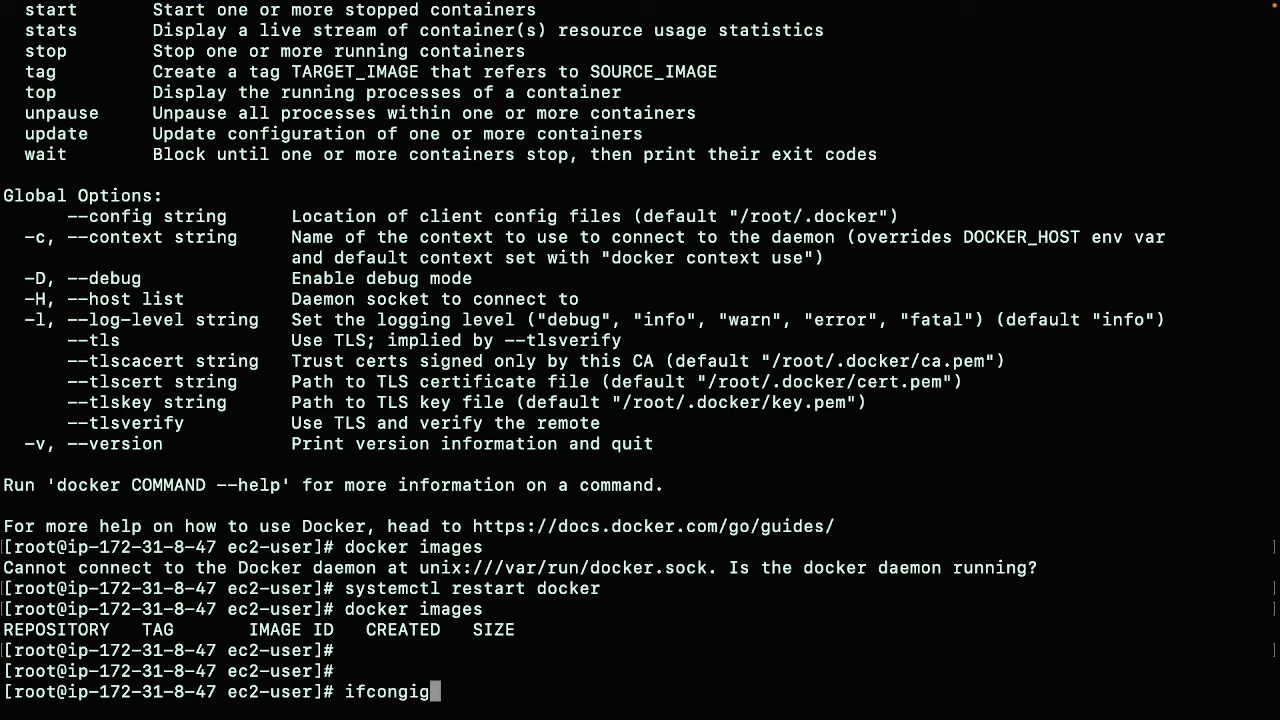 start Start one or more stopped containers
stats Display a live stream of container(s) resource usage statistics
stop Stop one or more running containers
tag Create a tag TARGET_IMAGE that refers to SOURCE_IMAGE
top Display the running processes of a container
unpause Unpause all processes within one or more containers
update Update configuration of one or more containers
wait Block until one or more containers stop, then print their exit codes
Global Options:
--config string Location of client config files (default "/root/.docker")
-c, --context string Name of the context to use to connect to the daemon (overrides DOCKER_HOST env var
and default context set with "docker context use")
-D, --debug Enable debug mode
-H, --host list Daemon socket to connect to
-l, --log-level string Set the logging level ("debug", "info", "warn", "error", "fatal") (default "info")
--tls Use TLS; implied by --tlsverify
--tlscacert string Trust certs signed only by this CA (default "/root/.docker/ca.pem")
--tlscert string Path to TLS certificate file (default "/root/.docker/cert.pem")
--tlskey string Path to TLS key file (default "/root/.docker/key.pem")
--tlsverify Use TLS and verify the remote
-v, --version Print version information and quit
Run 'docker COMMAND --help' for more information on a command.
For more help on how to use Docker, head to https://docs.docker.com/go/guides/
[root@ip-172-31-8-47 ec2-user]# docker images
Cannot connect to the Docker daemon at unix:///var/run/docker.sock. Is the docker daemon running?
[root@ip-172-31-8-47 ec2-user]# systemctl restart docker
[root@ip-172-31-8-47 ec2-user]# docker images
REPOSITORY TAG IMAGE ID CREATED SIZE
[root@ip-172-31-8-47 ec2-user]#
[root@ip-172-31-8-47 ec2-user]#
[root@ip-172-31-8-47 ec2-user]# ifcongig